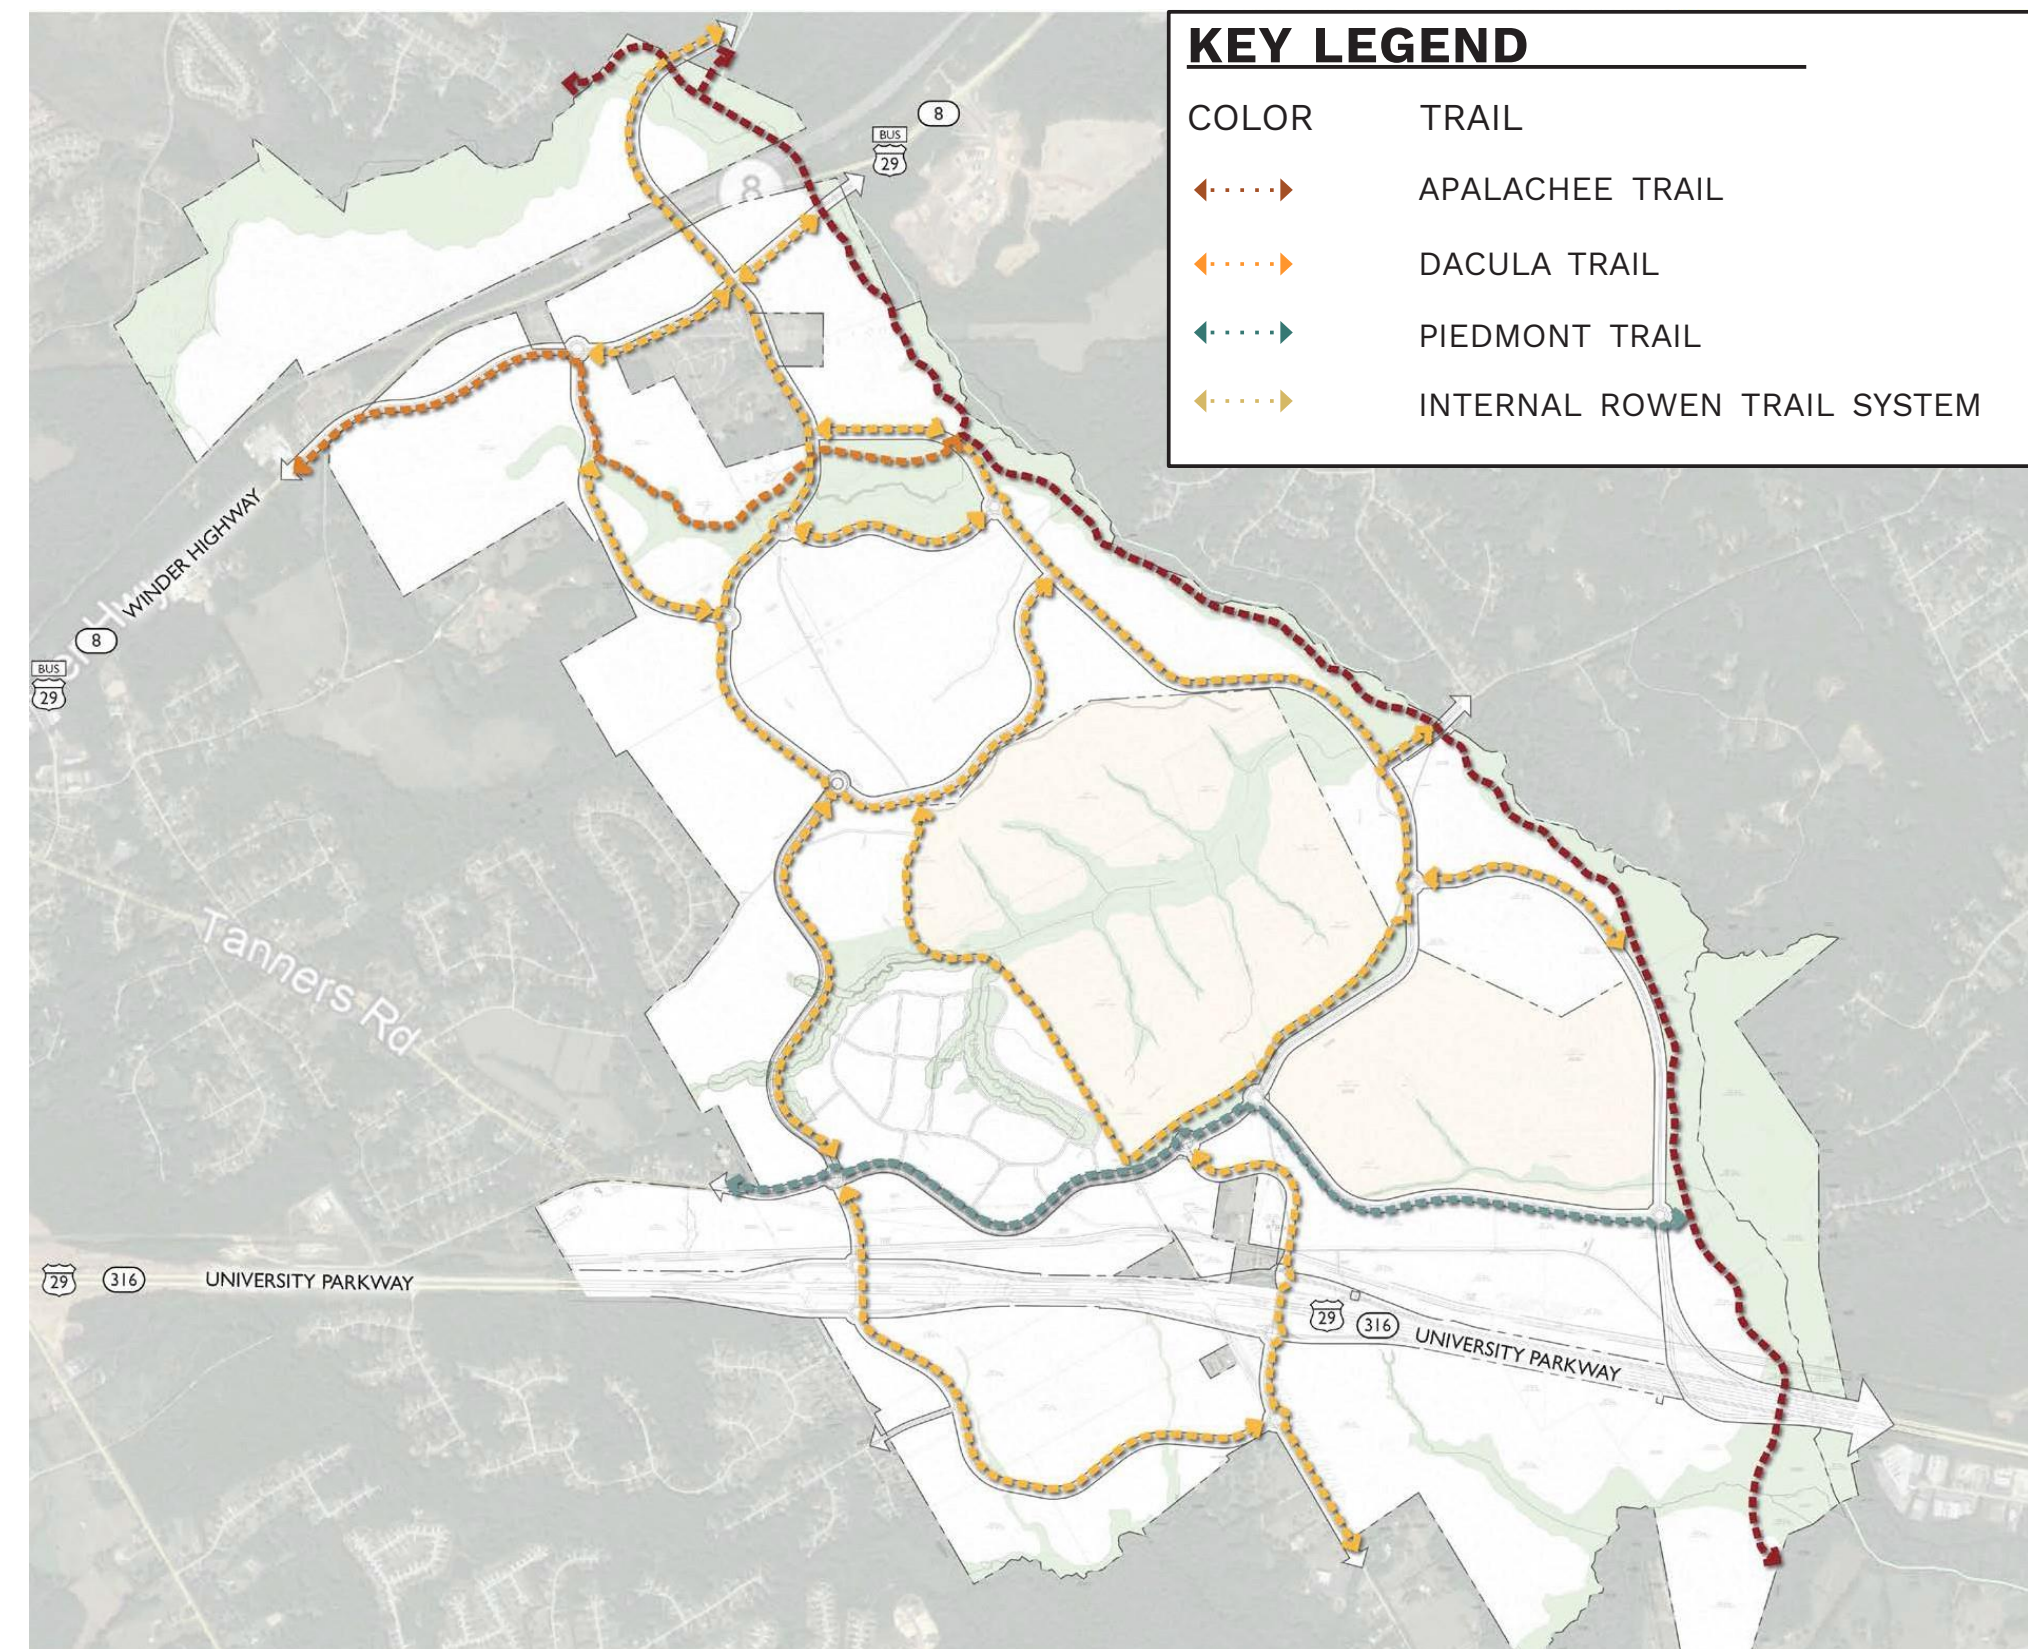 KEY LEGEND
COLOR TRAIL
APALACHEE TRAIL
DACULA TRAIL
PIEDMONT TRAIL
INTERNAL ROWEN TRAIL SYSTEM
8
BUS
29
8
WINDER HIGHWAY
8
BUS
29
Tanners Rd
29 316 UNIVERSITY PARKWAY
29 316 UNIVERSITY PARKWAY